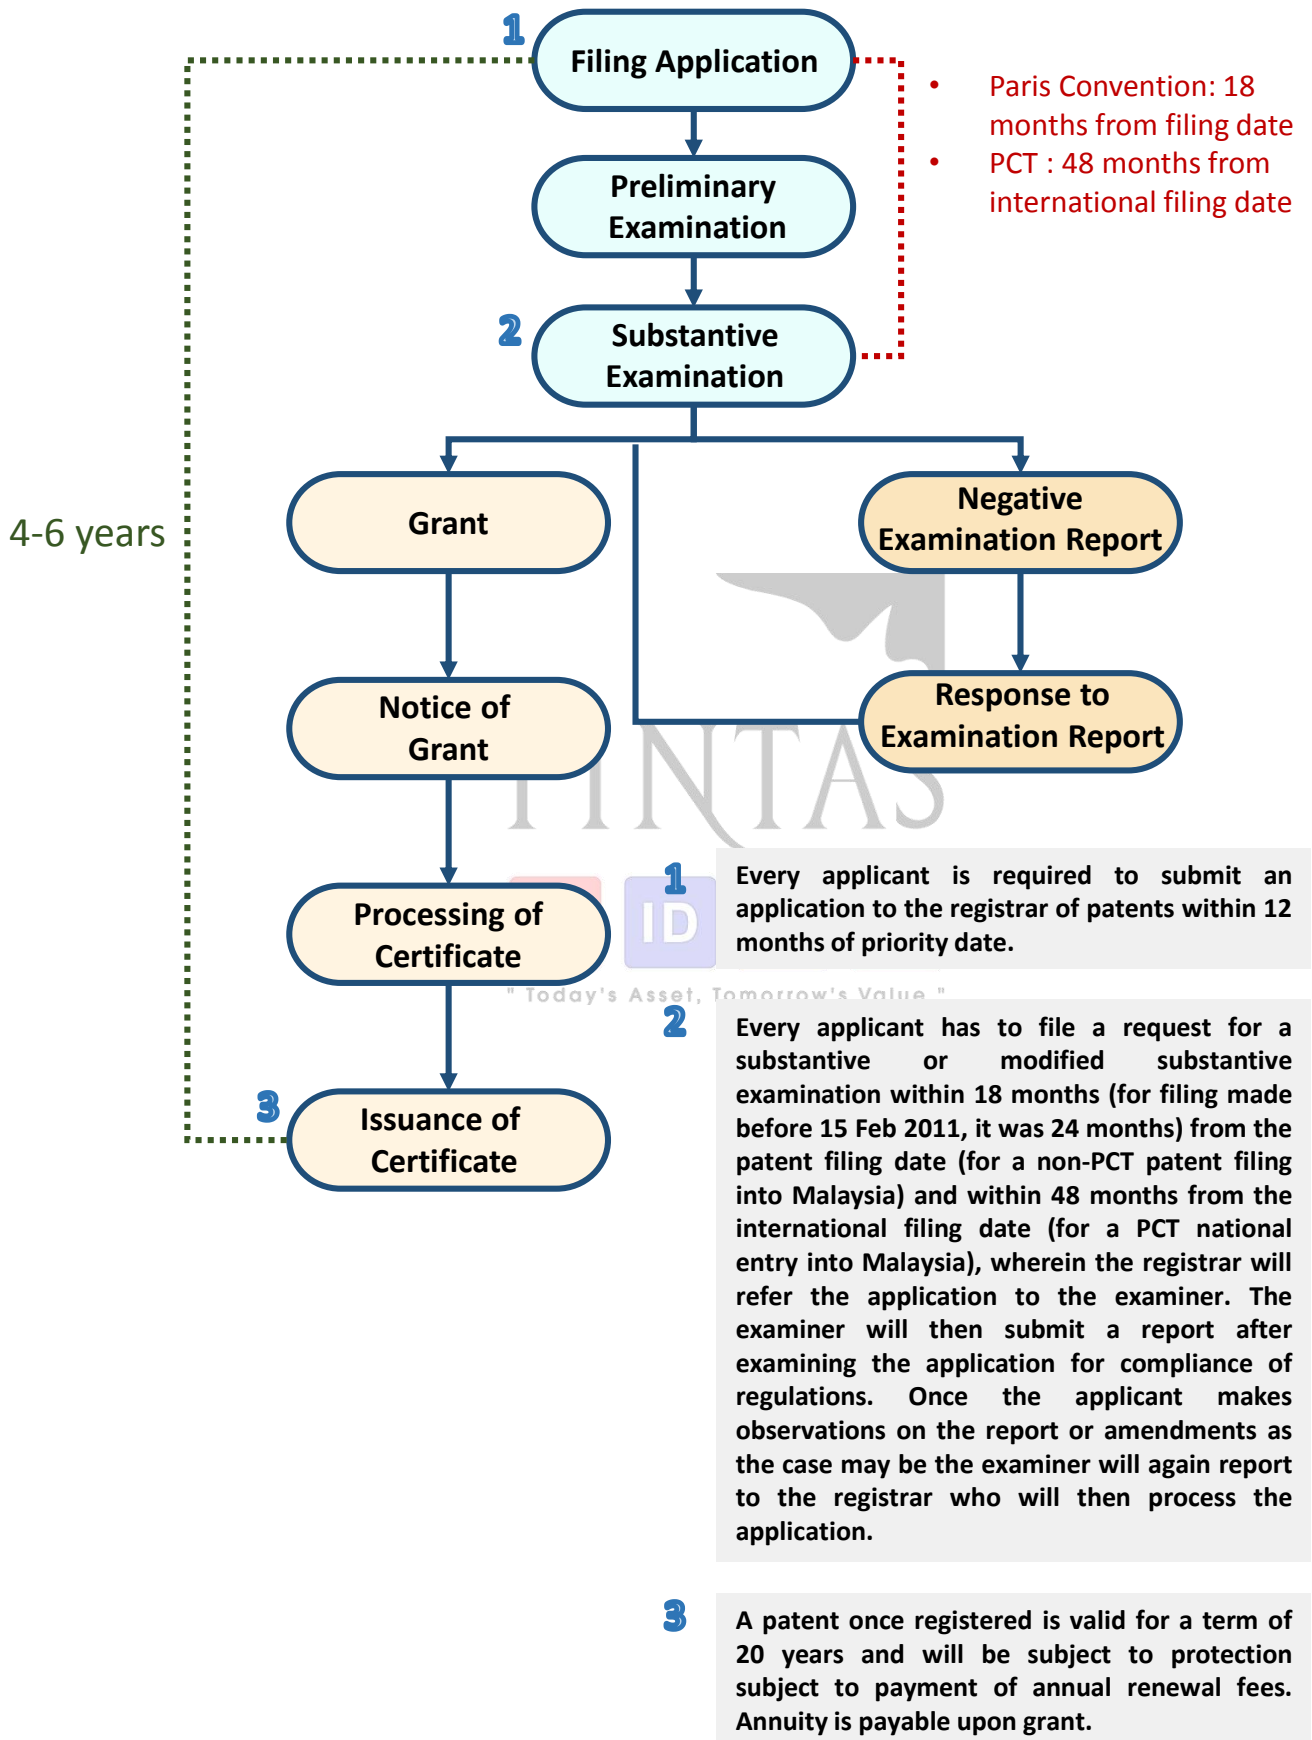 1
Filing Application
• Paris Convention: 18
months from filing date
• PCT : 48 months from
international filing date
Preliminary
Examination
2
Substantive
Examination
4-6 years
Grant
Negative
Examination Report
Notice of
Grant
Response to
Examination Report
Processing of
Certificate
3
Issuance of
Certificate
PINTAS
ID
" Today's Asset, Tomorrow's Value "
1
Every applicant is required to submit an
application to the registrar of patents within 12
months of priority date.
2
Every applicant has to file a request for a
substantive or modified substantive
examination within 18 months (for filing made
before 15 Feb 2011, it was 24 months) from the
patent filing date (for a non-PCT patent filing
into Malaysia) and within 48 months from the
international filing date (for a PCT national
entry into Malaysia), wherein the registrar will
refer the application to the examiner. The
examiner will then submit a report after
examining the application for compliance of
regulations. Once the applicant makes
observations on the report or amendments as
the case may be the examiner will again report
to the registrar who will then process the
application.
3
A patent once registered is valid for a term of
20 years and will be subject to protection
subject to payment of annual renewal fees.
Annuity is payable upon grant.